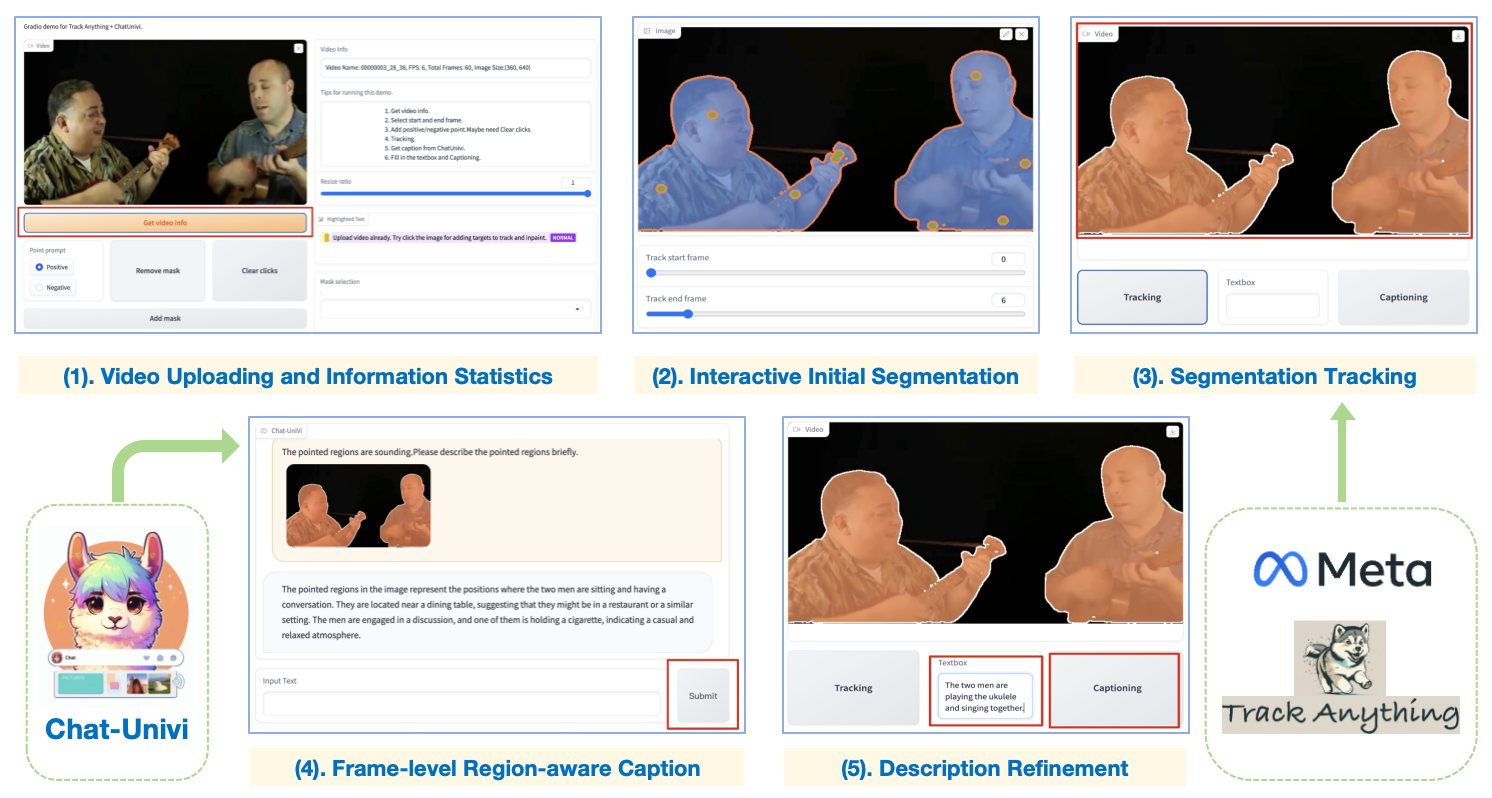 Gradio demo for Track Anything + ChatUnivi.
Video
Video Info
Video Name: 00000003_28_38, FPS: 6, Total Frames: 60, Image Size:(360, 640)
Tips for running this demo.
1. Get video info.
2. Select start and end frame.
3. Add positive/negative point.Maybe need Clear clicks
4. Tracking.
5. Get caption from ChatUnivi.
6. Fill in the textbox and Captioning.
Resize ratio
1
Get video info
Highlighted Text
Upload video already. Try click the image for adding targets to track and inpaint. NORMAL
Point prompt
Positive
Negative
Remove mask
Clear clicks
Mask selection
Add mask
(1). Video Uploading and Information Statistics
Image
Track start frame
0
Track end frame
6
(2). Interactive Initial Segmentation
Video
Tracking
Textbox
Captioning
(3). Segmentation Tracking
Chat-UniVi
The pointed regions are sounding.Please describe the pointed regions briefly.
The pointed regions in the image represent the positions where the two men are sitting and having a
conversation. They are located near a dining table, suggesting that they might be in a restaurant or a similar
setting. The men are engaged in a discussion, and one of them is holding a cigarette, indicating a casual and
relaxed atmosphere.
Input Text
Submit
(4). Frame-level Region-aware Caption
Video
Tracking
Textbox
The two men are
playing the ukulele
and singing together.
Captioning
(5). Description Refinement
Chat
Chat-Univi
Meta
Track Anything